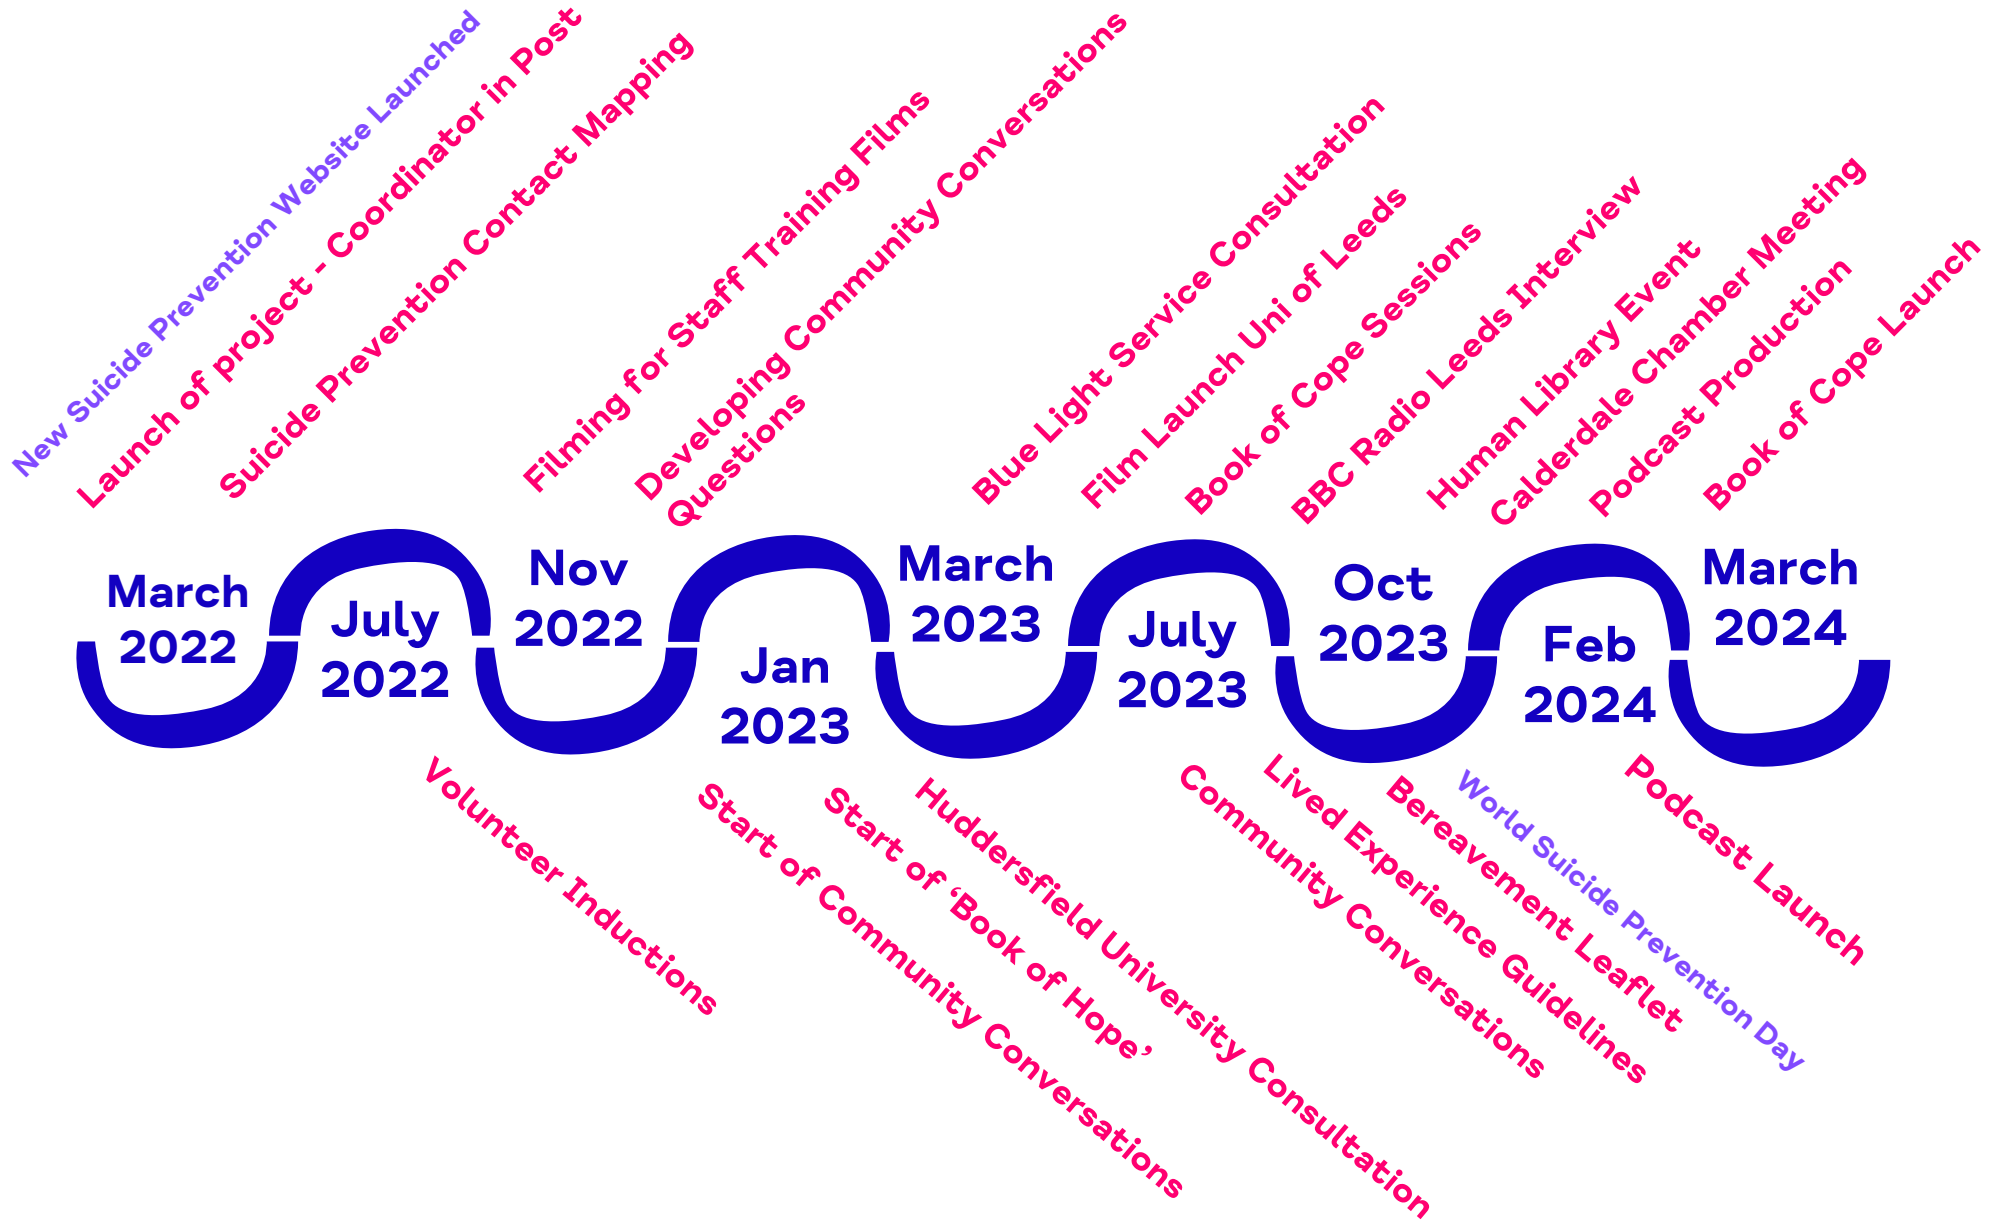 New Suicide Prevention Website Launched
Launch of project - Coordinator in Post
Suicide Prevention Contact Mapping
Filming for Staff Training Films
Developing Community Conversations
Questions
Blue Light Service Consultation
Film Launch Uni of Leeds
Book of Cope Sessions
BBC Radio Leeds Interview
Human Library Event
Calderdale Chamber Meeting
Podcast Production
Book of Cope Launch
March
2022
July
2022
Nov
2022
Jan
2023
March
2023
July
2023
Oct
2023
Feb
2024
March
2024
Volunteer Inductions
Start of Community Conversations
Start of ‘Book of Hope’
Huddersfield University Consultation
Community Conversations
Lived Experience Guidelines
Bereavement Leaflet
World Suicide Prevention Day
Podcast Launch